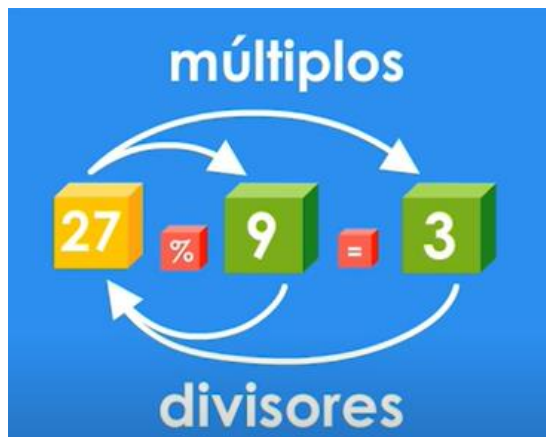 múltiplos
27 % 9 = 3
divisores